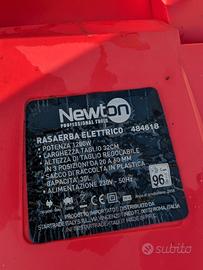 Newton
PROFESSIONAL TOOLS
RASAERBA ELETTRICO 484618
• POTENZA 1200W
• LARGHEZZA TAGLIO 32CM
• ALTEZZA DI TAGLIO REGOLABILE
IN 3 POSIZIONI DA 20 A 60 MM
• SACCO DI RACCOLTA IN PLASTICA
CAPACITÀ 30L
• ALIMENTAZIONE 230V - 50Hz
96
subito